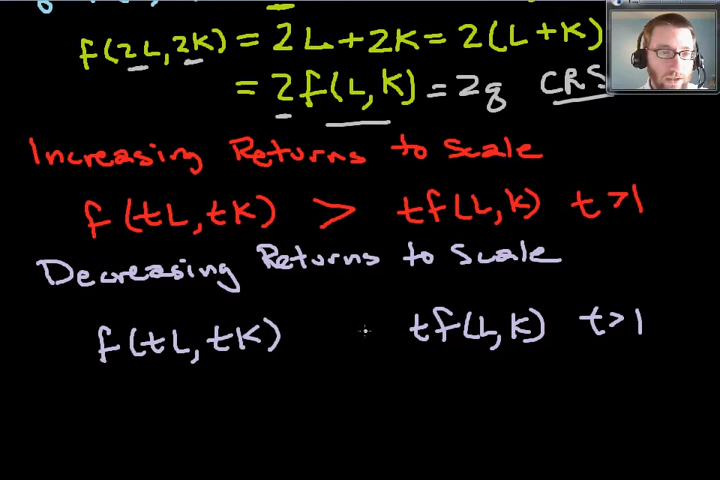 f(2L, 2K) = 2L + 2K = 2(L + K)
= 2f(L, K) = 2q CRS
Increasing Returns to Scale
f(tL, tK) > tf(L, K) t > 1
Decreasing Returns to Scale
f(tL, tK) tf(L, K) t > 1